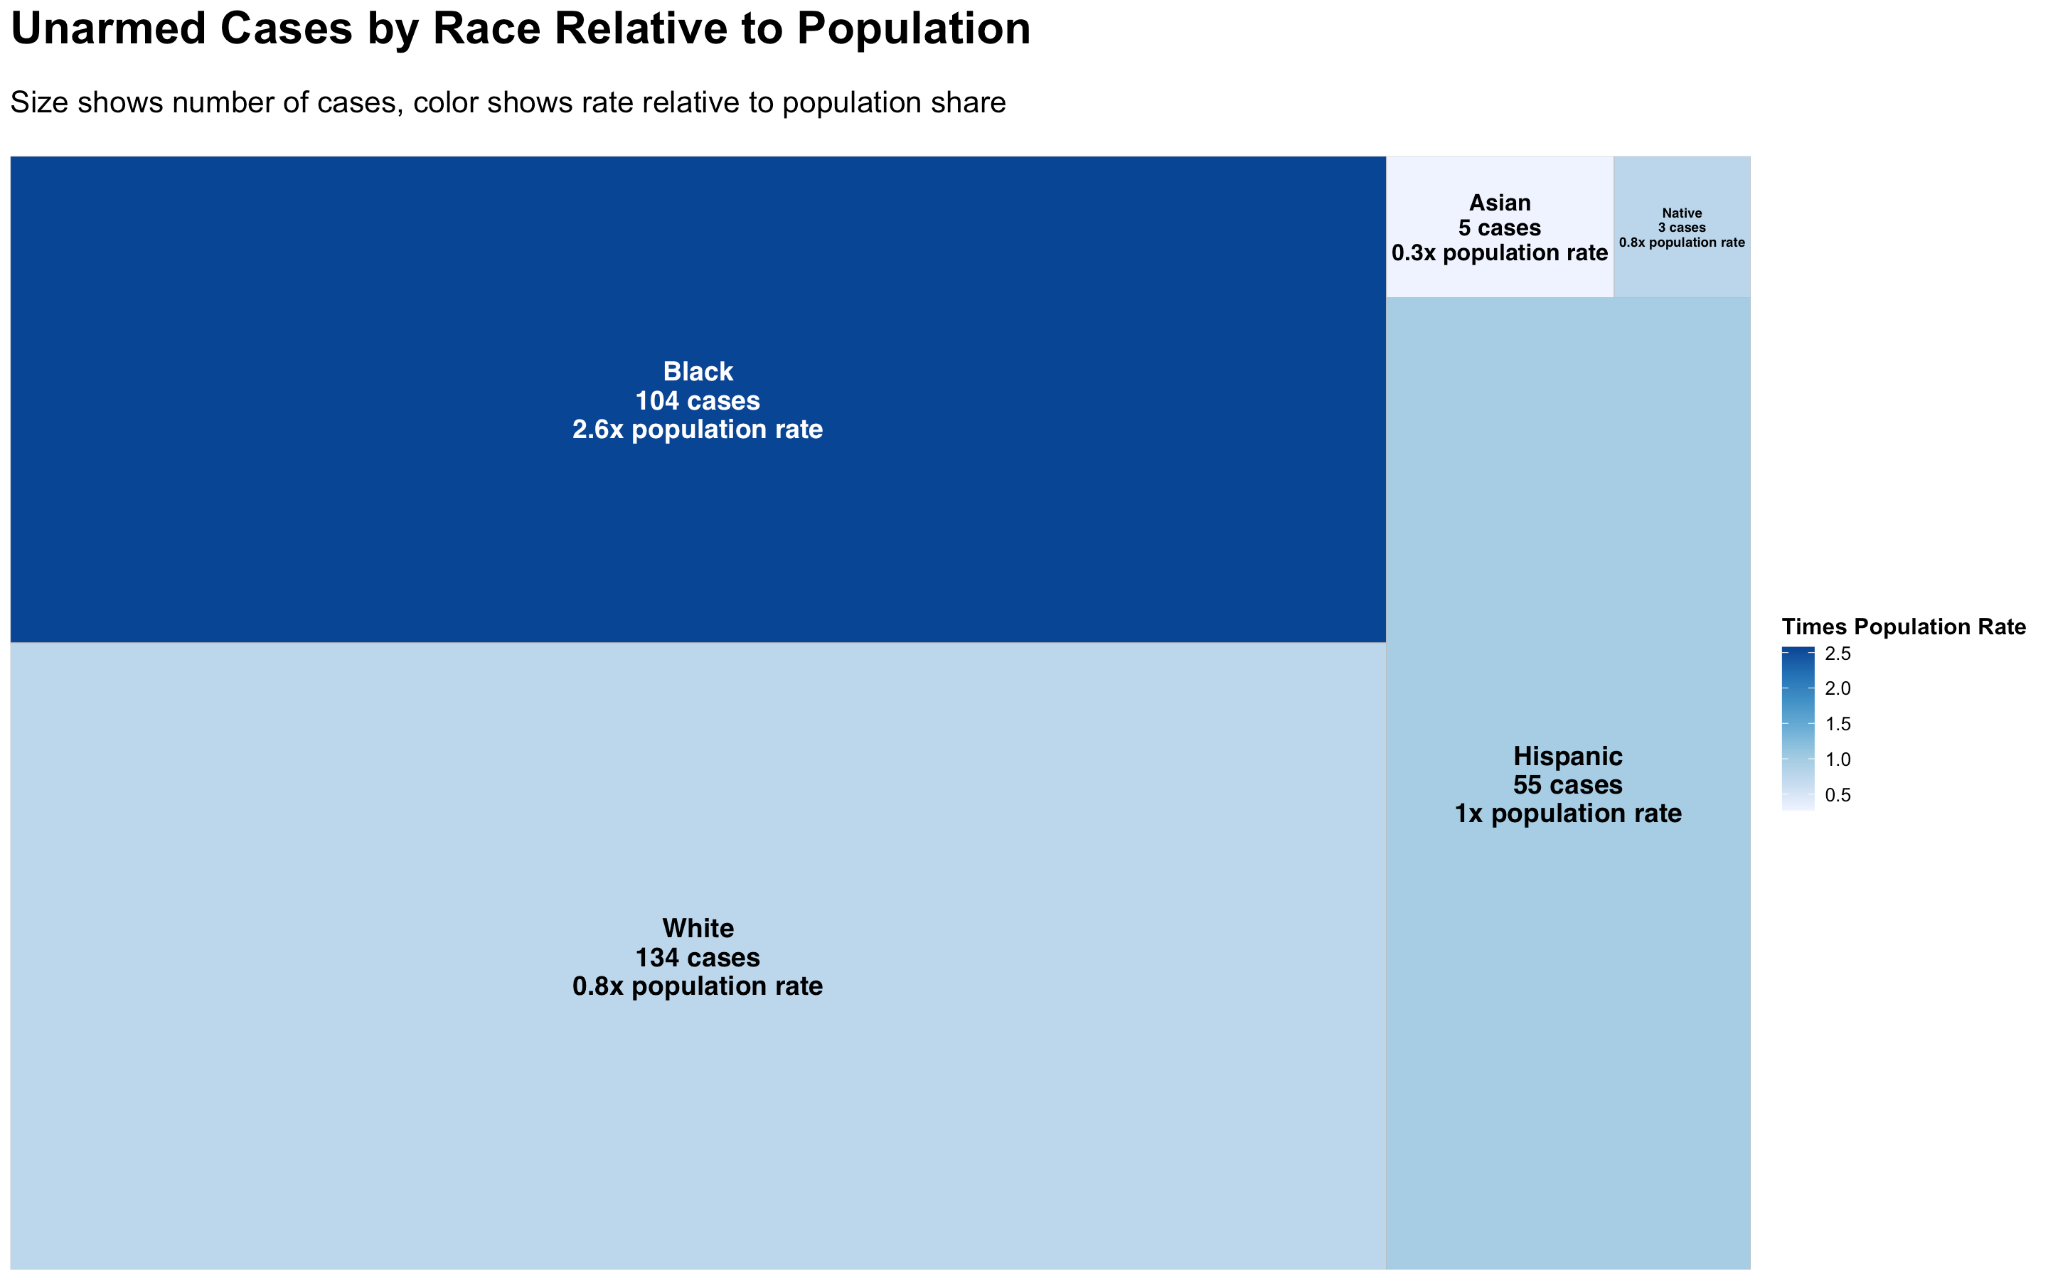 Unarmed Cases by Race Relative to Population
Size shows number of cases, color shows rate relative to population share
Black
104 cases
2.6x population rate
Asian
5 cases
0.3x population rate
Native
3 cases
0.8x population rate
White
134 cases
0.8x population rate
Hispanic
55 cases
1x population rate
Times Population Rate
2.5
2.0
1.5
1.0
0.5